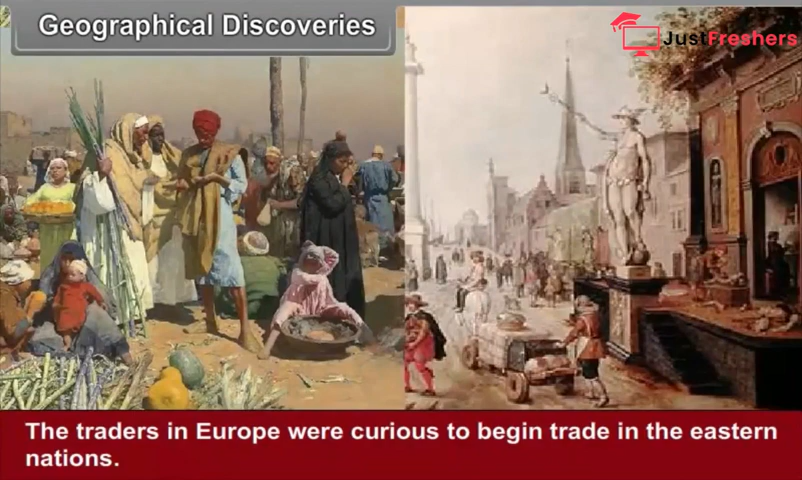 Geographical Discoveries
JustFreshers
The traders in Europe were curious to begin trade in the eastern
nations.